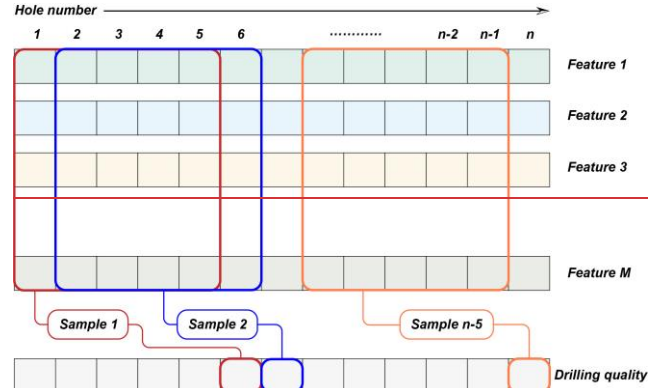 Hole number
1 2 3 4 5 6 ............ n-2 n-1 n
Feature 1
Feature 2
Feature 3
Feature M
Sample 1 Sample 2 Sample n-5
Drilling quality